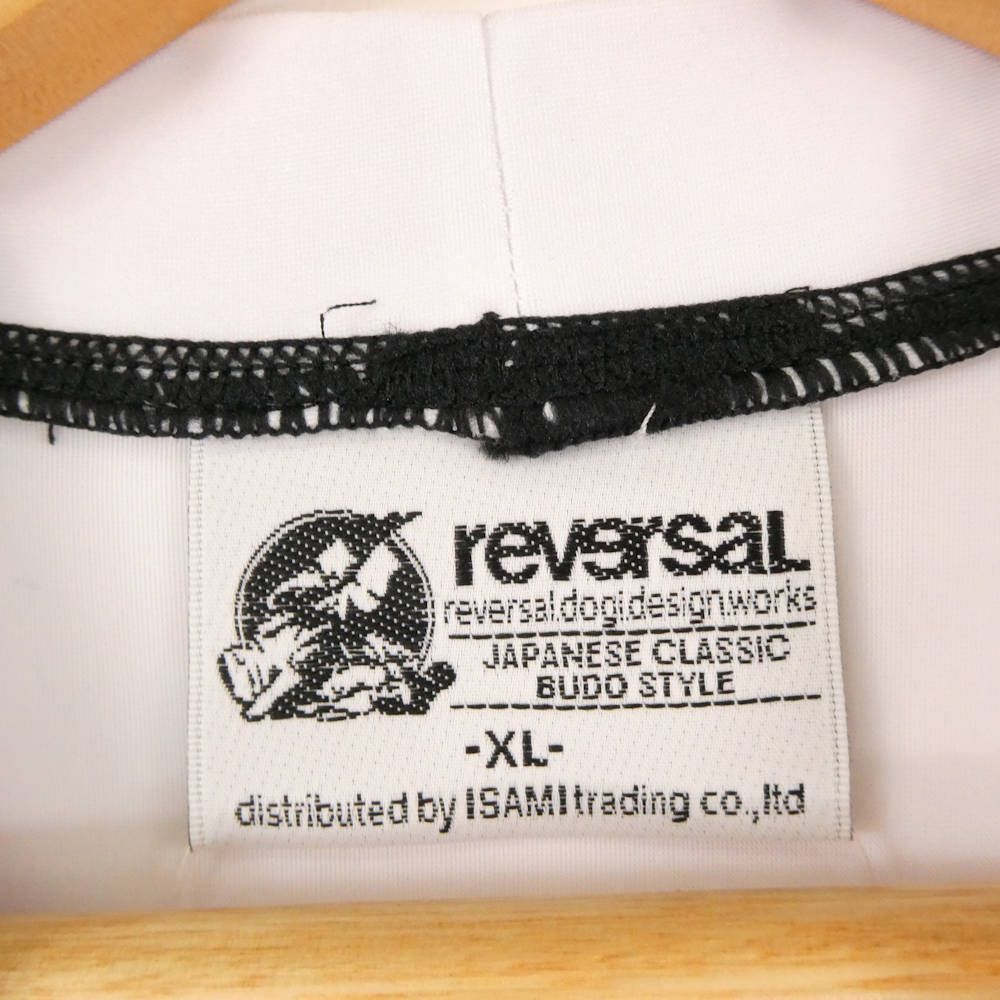 reversal
reversal.dogi.design.works
JAPANESE CLASSIC
BUDO STYLE
-XL-
distributed by ISAMI trading co.,ltd